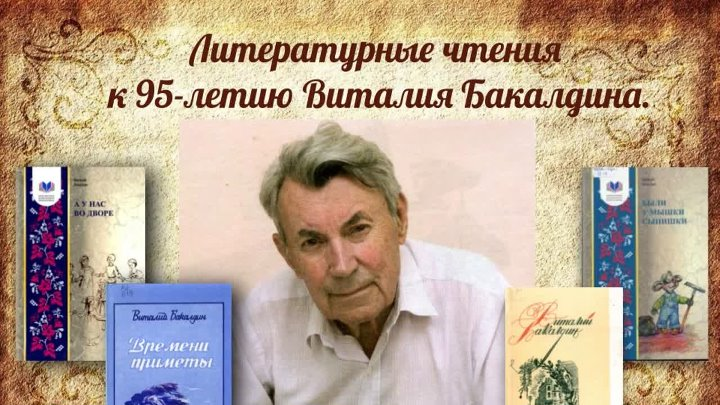 Литературные чтения
к 95-летию Виталия Бакалдина.
А У НАС
ВО ДВОРЕ
БЫЛИ
У МЫШКИ
СЫНИШКИ
Виталий Бакалдин
Времени
приметы
Виталий
Бакалдин